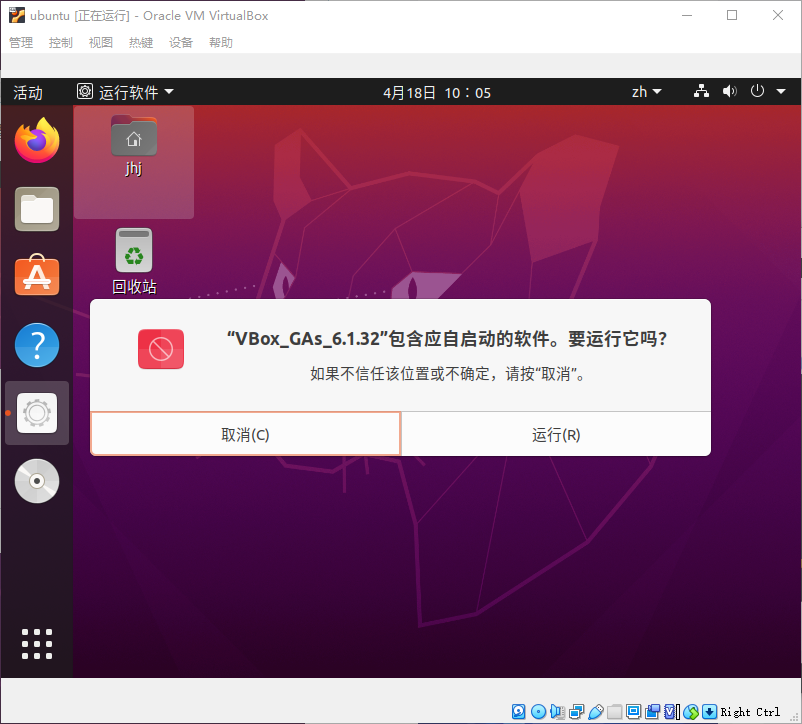 ubuntu [正在运行] - Oracle VM VirtualBox
管理 控制 视图 热键 设备 帮助
活动 运行软件 4月18日 10：05 zh
jhj
回收站
“VBox_GAs_6.1.32”包含应自启动的软件。要运行它吗？
如果不信任该位置或不确定，请按“取消”。
取消(C) 运行(R)
Right Ctrl